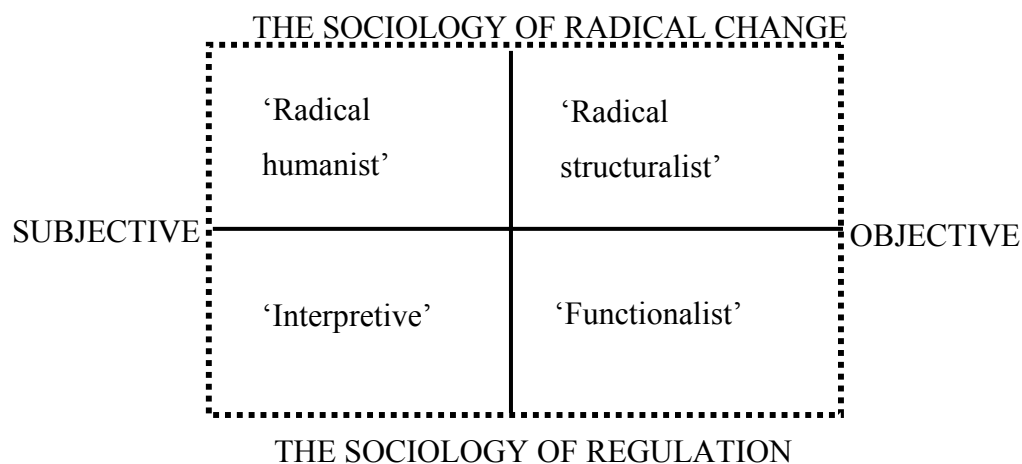 THE SOCIOLOGY OF RADICAL CHANGE
‘Radical
humanist’
‘Radical
structuralist’
SUBJECTIVE
OBJECTIVE
‘Interpretive’
‘Functionalist’
THE SOCIOLOGY OF REGULATION